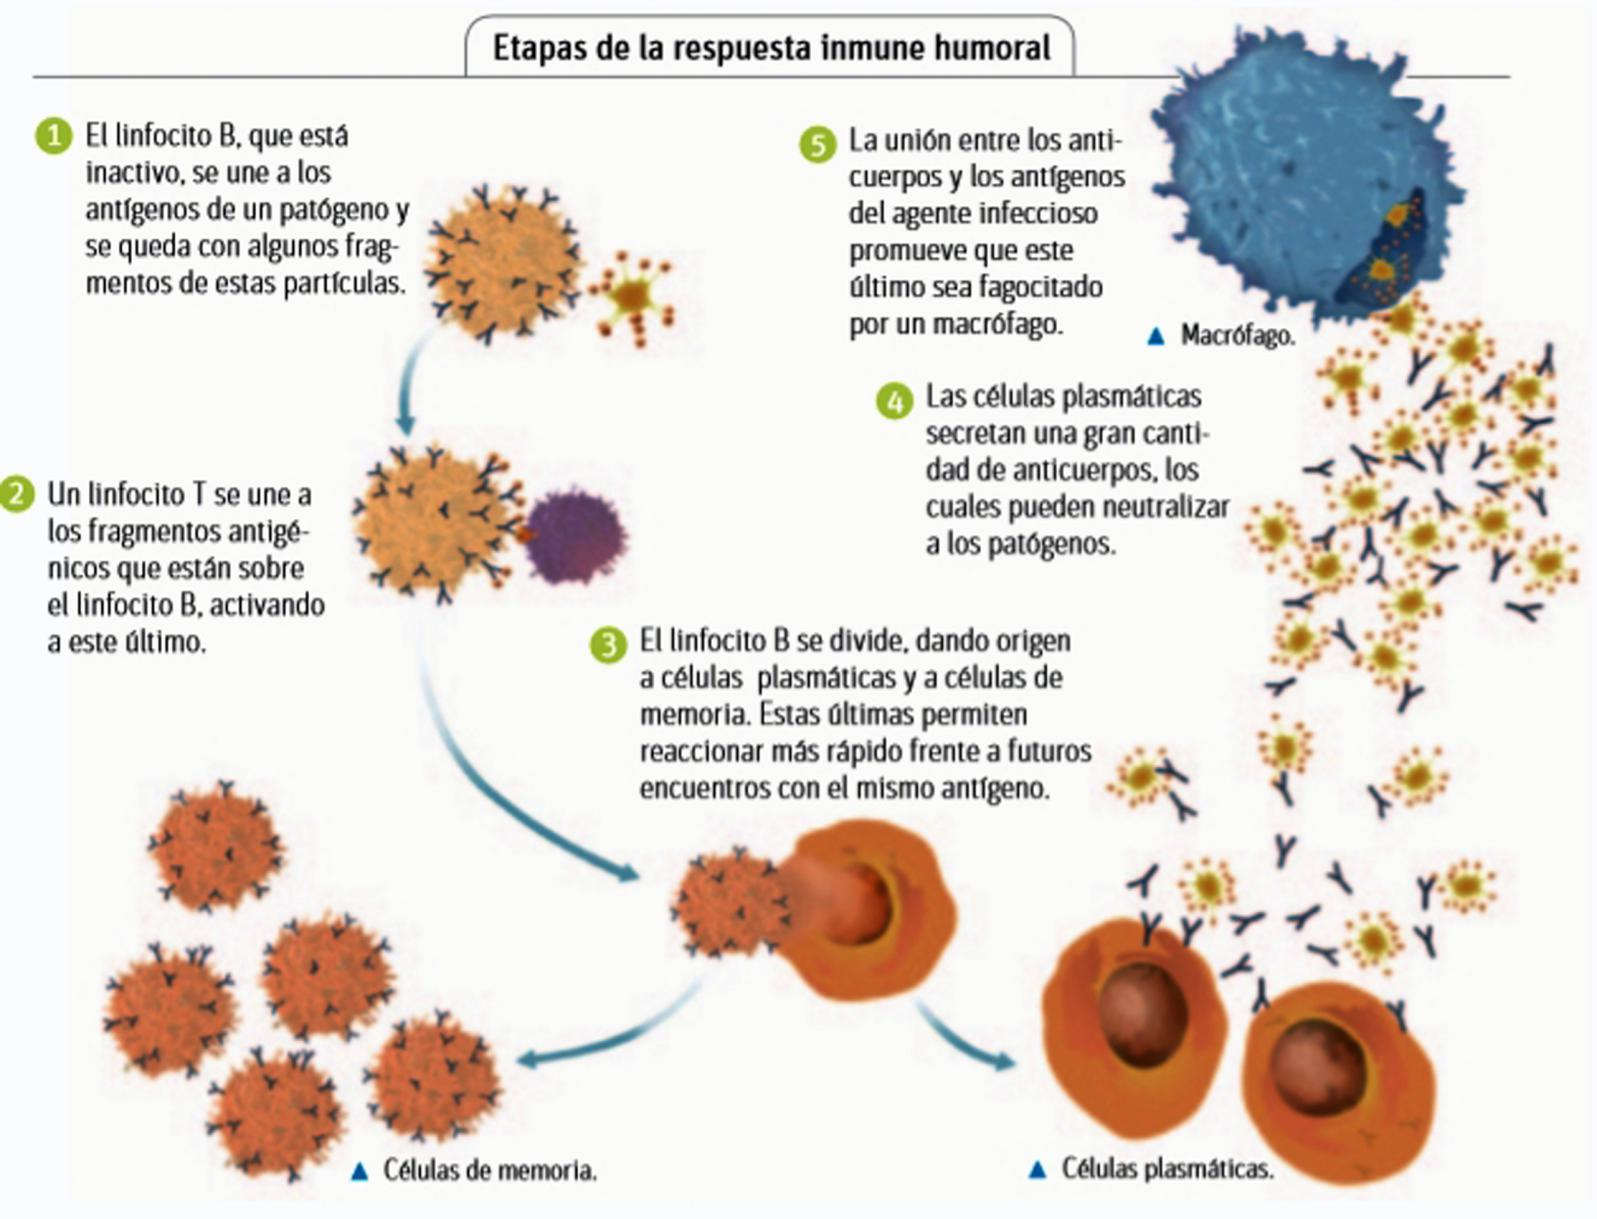 Etapas de la respuesta inmune humoral
1
El linfocito B, que está
inactivo, se une a los
antígenos de un patógeno y
se queda con algunos frag-
mentos de estas partículas.
2
Un linfocito T se une a
los fragmentos antigé-
nicos que están sobre
el linfocito B, activando
a este último.
3
El linfocito B se divide, dando origen
a células plasmáticas y a células de
memoria. Estas últimas permiten
reaccionar más rápido frente a futuros
encuentros con el mismo antígeno.
4
Las células plasmáticas
secretan una gran canti-
dad de anticuerpos, los
cuales pueden neutralizar
a los patógenos.
5
La unión entre los anti-
cuerpos y los antígenos
del agente infeccioso
promueve que este
último sea fagocitado
por un macrófago.
▲ Macrófago.
▲ Células de memoria.
▲ Células plasmáticas.